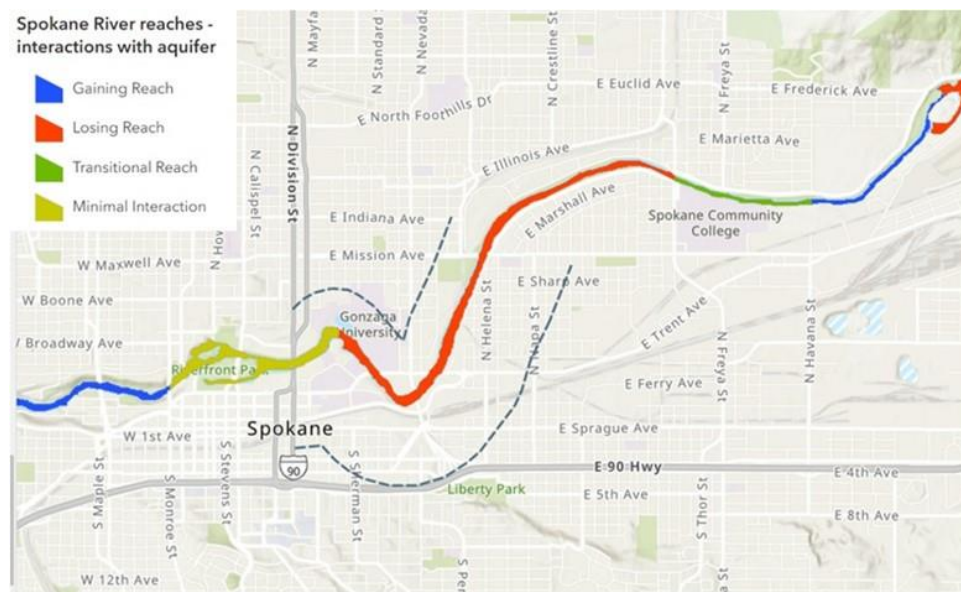 Spokane River reaches -
interactions with aquifer
Gaining Reach
Losing Reach
Transitional Reach
Minimal Interaction
N Mayfa
N Standard
N Nevada
N Crestline St
N Freya St
E Euclid Ave
E Frederick Ave
E North Foothills Dr
E Marietta Ave
E Illinois Ave
N Division St
N Calispel St
N How
E Indiana Ave
E Marshall Ave
Spokane Community
College
E Mission Ave
W Maxwell Ave
E Sharp Ave
W Boone Ave
Gonzaga
University
N Helena St
N Napa St
E Trent Ave
N Freya St
N Havana St
W Broadway Ave
Riverfront Park
E Ferry Ave
W 1st Ave
Spokane
E Sprague Ave
90
E 90 Hwy
E 4th Ave
S Maple St
S Monroe St
S Stevens St
S Sherman St
Liberty Park
E 5th Ave
S Thor St
E 8th Ave
W 12th Ave
S Per
a St